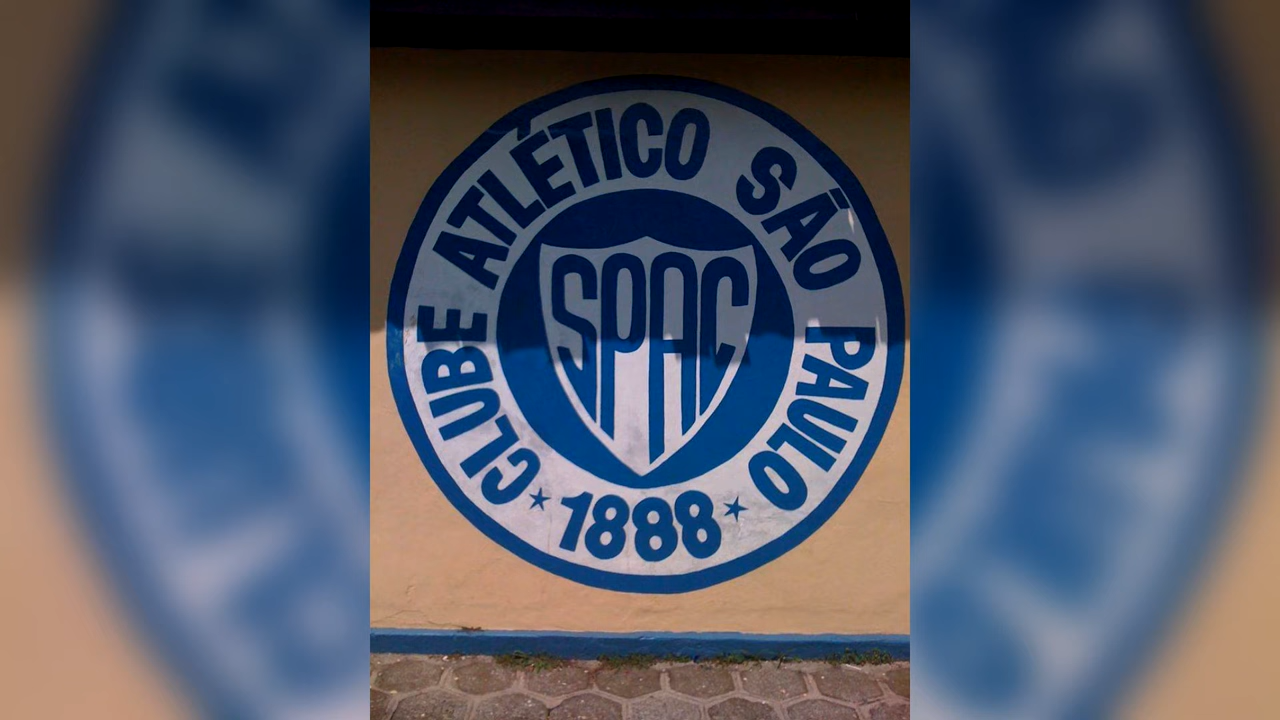 CLUBE ATLÉTICO SÃO PAULO
SPAC
★ 1888 ★